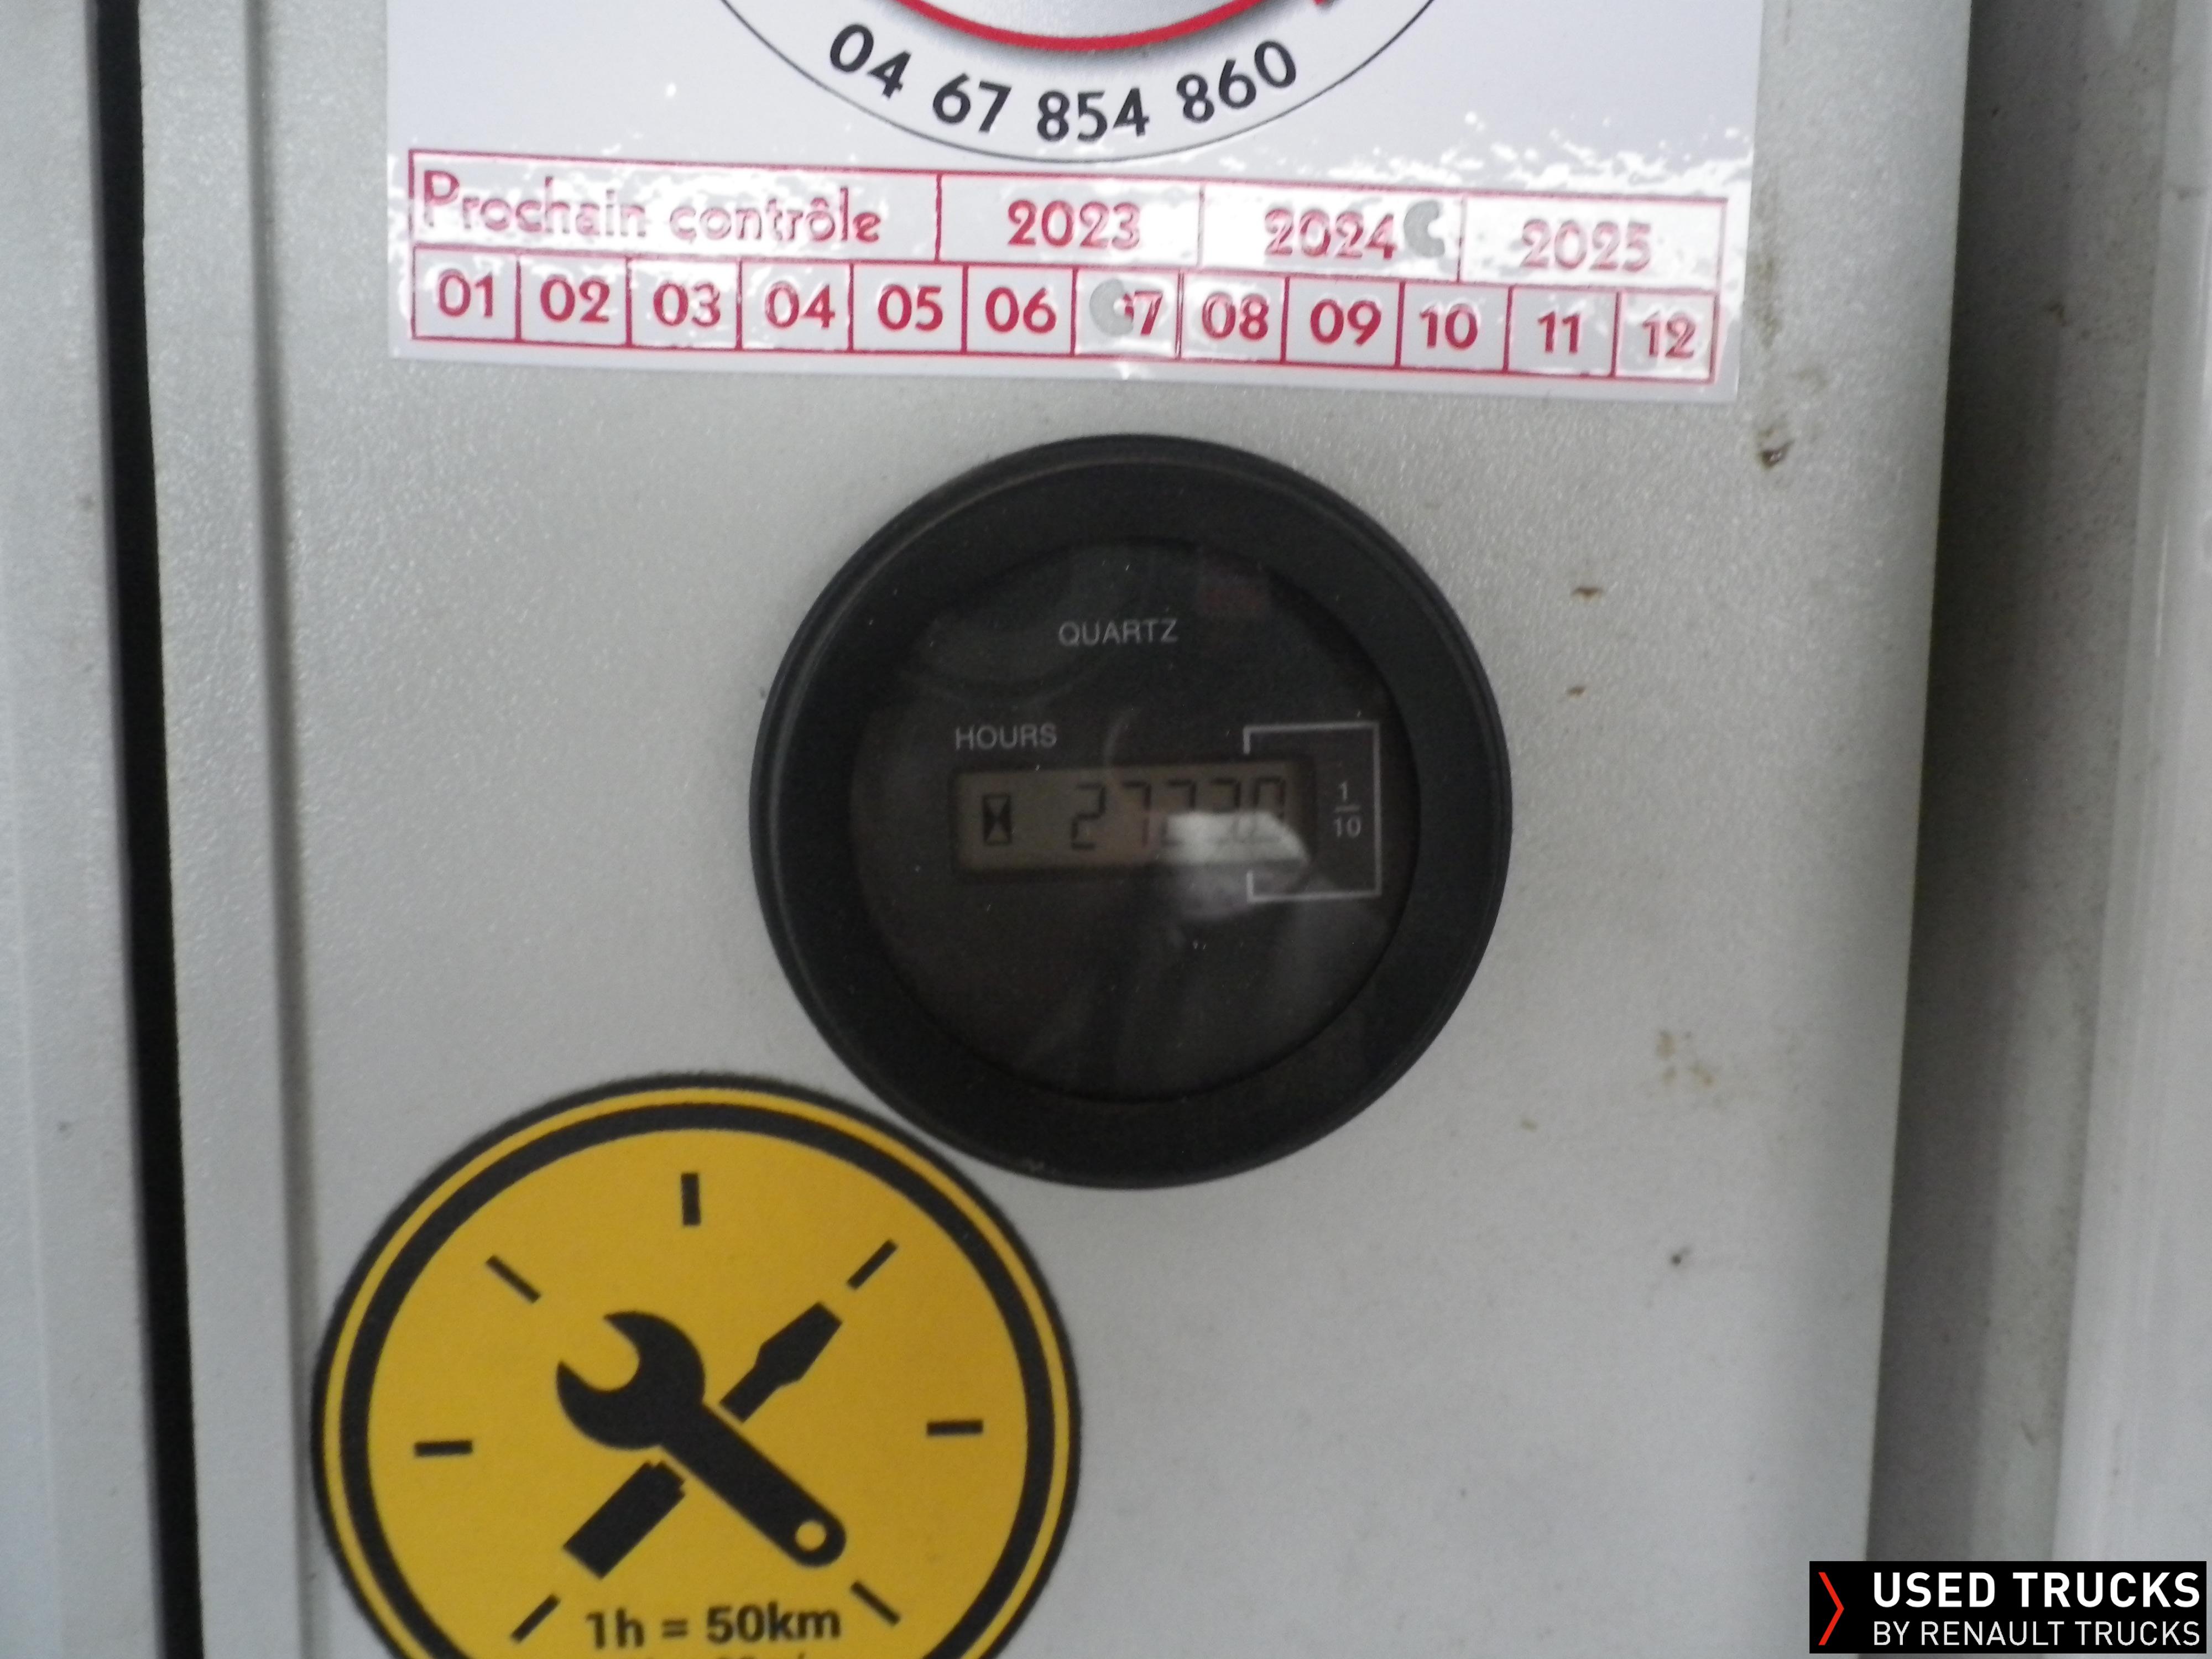 04 67 854 860
Prochain contrôle 2023 2024 2025
01 02 03 04 05 06 07 08 09 10 11 12
QUARTZ
HOURS
1
10
1h = 50km
USED TRUCKS
BY RENAULT TRUCKS